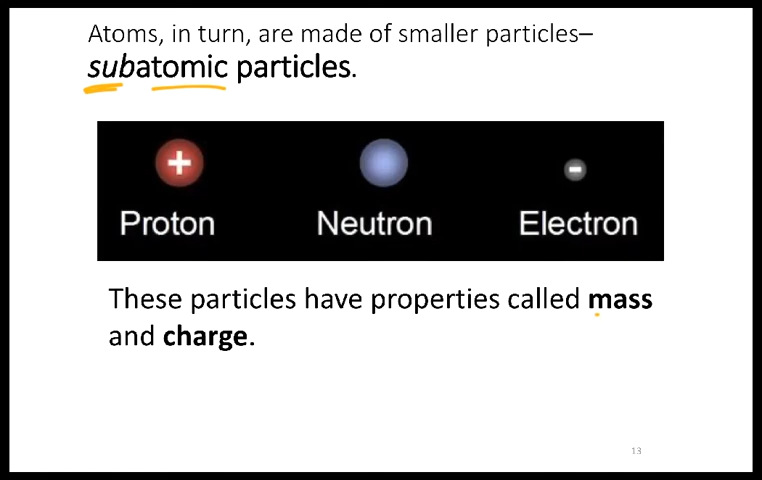 Atoms, in turn, are made of smaller particles–
subatomic particles.
+
-
Proton Neutron Electron
These particles have properties called mass
and charge.
13